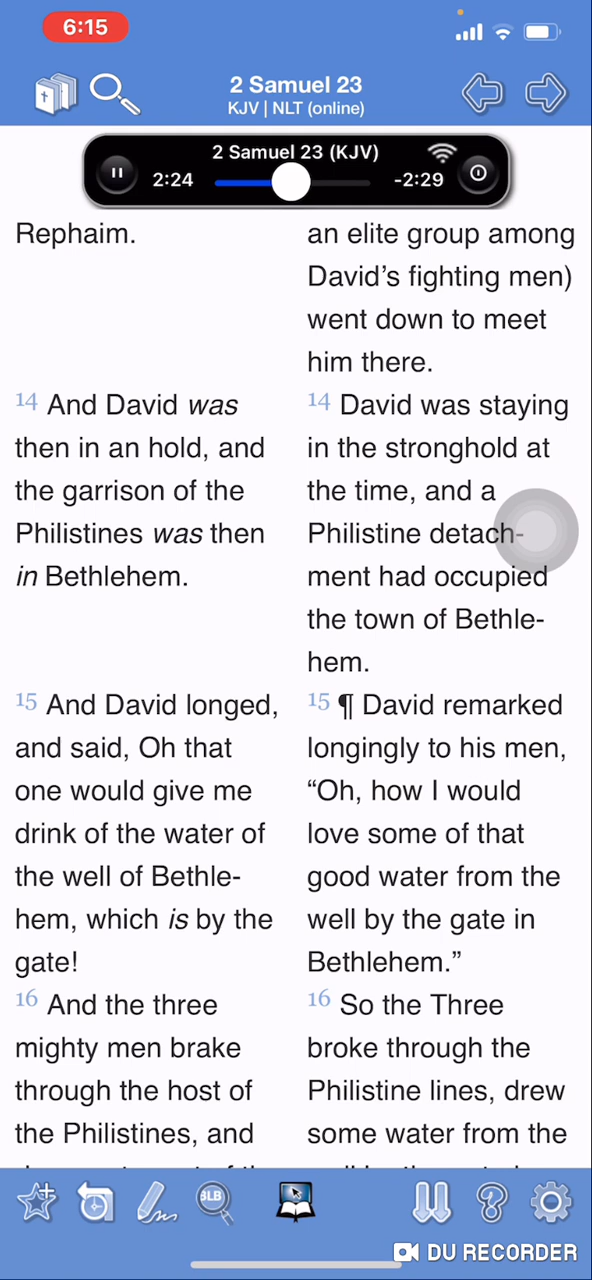 6:15
2 Samuel 23
KJV | NLT (online)
2 Samuel 23 (KJV)
2:24
-2:29
Rephaim.
14 And David was
then in an hold, and
the garrison of the
Philistines was then
in Bethlehem.
15 And David longed,
and said, Oh that
one would give me
drink of the water of
the well of Bethle-
hem, which is by the
gate!
16 And the three
mighty men brake
through the host of
the Philistines, and
an elite group among
David’s fighting men)
went down to meet
him there.
14 David was staying
in the stronghold at
the time, and a
Philistine detach-
ment had occupied
the town of Bethle-
hem.
15 ¶ David remarked
longingly to his men,
“Oh, how I would
love some of that
good water from the
well by the gate in
Bethlehem.”
16 So the Three
broke through the
Philistine lines, drew
some water from the
BLB
DU RECORDER